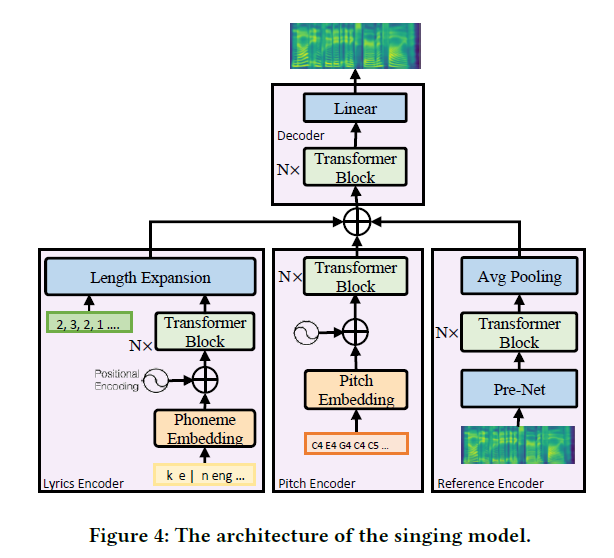 Linear
Decoder
N×
Transformer
Block
Length Expansion
2, 3, 2, 1 ....
N×
Transformer
Block
Positional
Encoding
Phoneme
Embedding
k e | n eng ...
Lyrics Encoder
N×
Transformer
Block
Pitch
Embedding
C4 E4 G4 C4 C5 ...
Pitch Encoder
Avg Pooling
N×
Transformer
Block
Pre-Net
Reference Encoder
Figure 4: The architecture of the singing model.